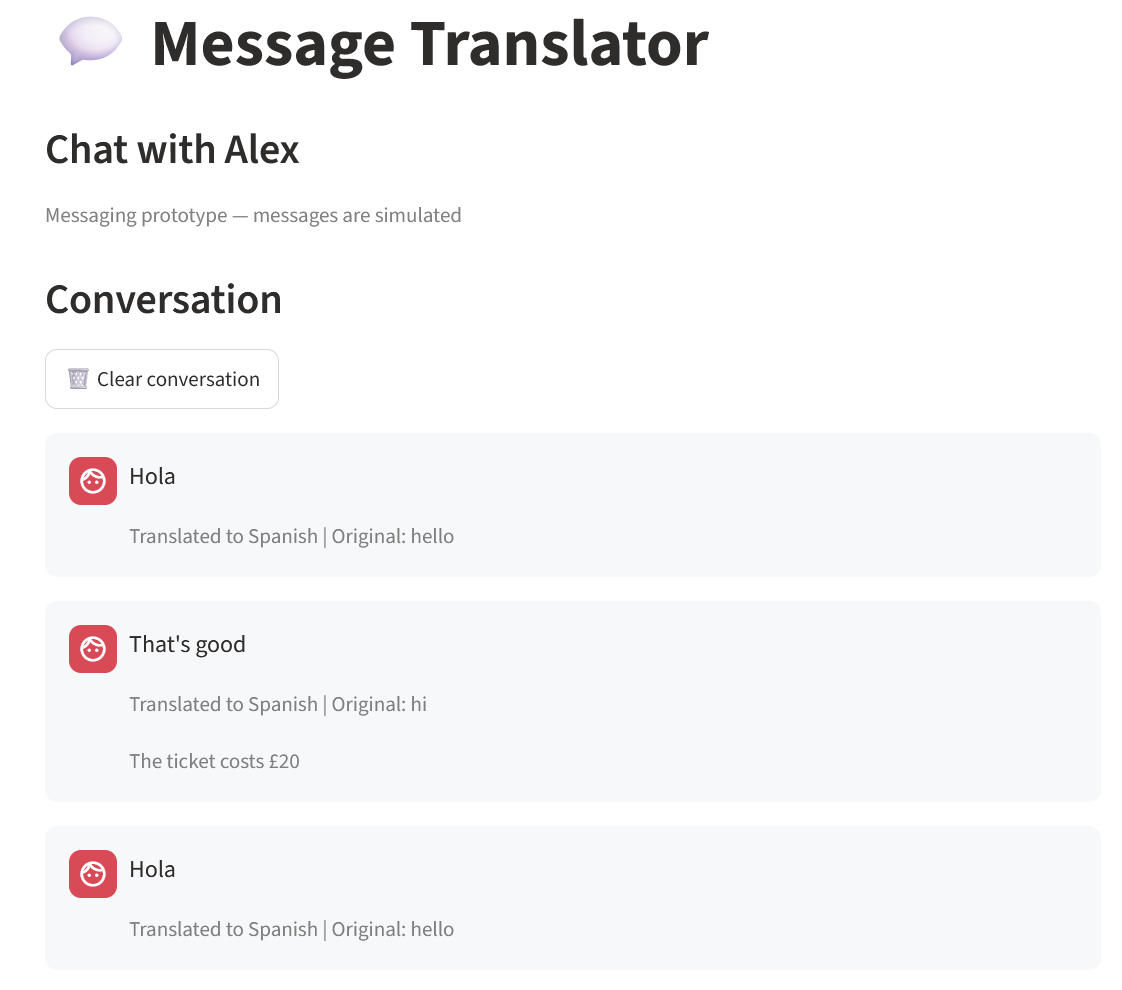 Message Translator
Chat with Alex
Messaging prototype — messages are simulated
Conversation
Clear conversation
Hola
Translated to Spanish | Original: hello
That's good
Translated to Spanish | Original: hi
The ticket costs £20
Hola
Translated to Spanish | Original: hello